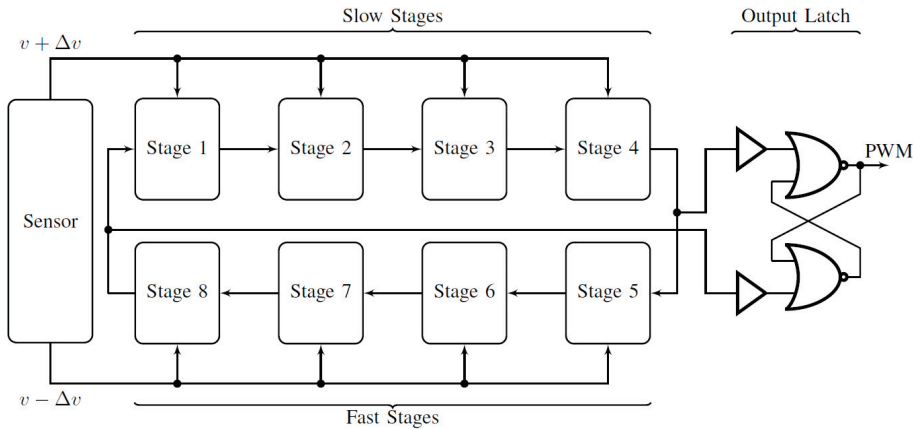 Slow Stages
Output Latch
v + Δv
Stage 1
Stage 2
Stage 3
Stage 4
PWM
Sensor
Stage 8
Stage 7
Stage 6
Stage 5
v − Δv
Fast Stages